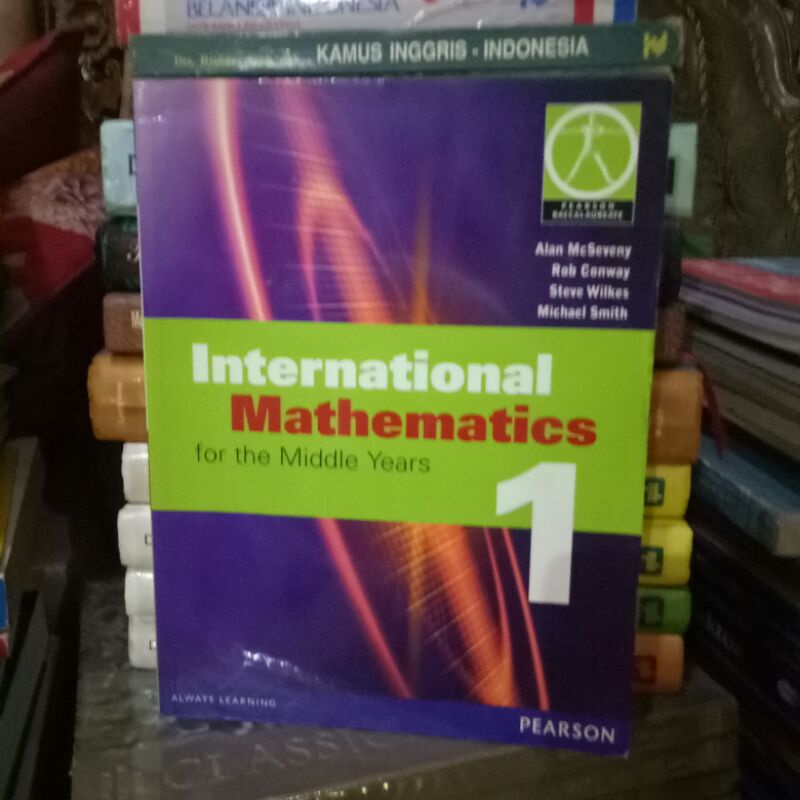 KAMUS INGGRIS - INDONESIA
PEARSON
BACCALAUREATE
Alan McSeveny
Rob Conway
Steve Wilkes
Michael Smith
International
Mathematics
for the Middle Years
1
ALWAYS LEARNING
PEARSON
CLASSIC